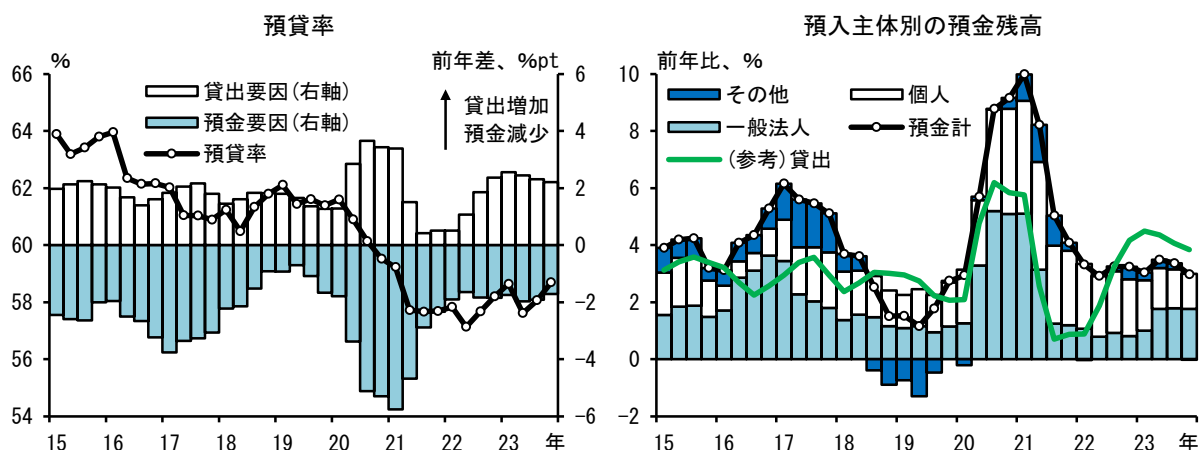 預貸率
%
前年差、%pt
66
64
62
60
58
56
54
6
4
2
0
-2
-4
-6
貸出要因(右軸)
預金要因(右軸)
預貸率
貸出増加
預金減少
15 16 17 18 19 20 21 22 23 年
預入主体別の預金残高
前年比、%
10
8
6
4
2
0
-2
その他
個人
一般法人
預金計
(参考)貸出
15 16 17 18 19 20 21 22 23 年